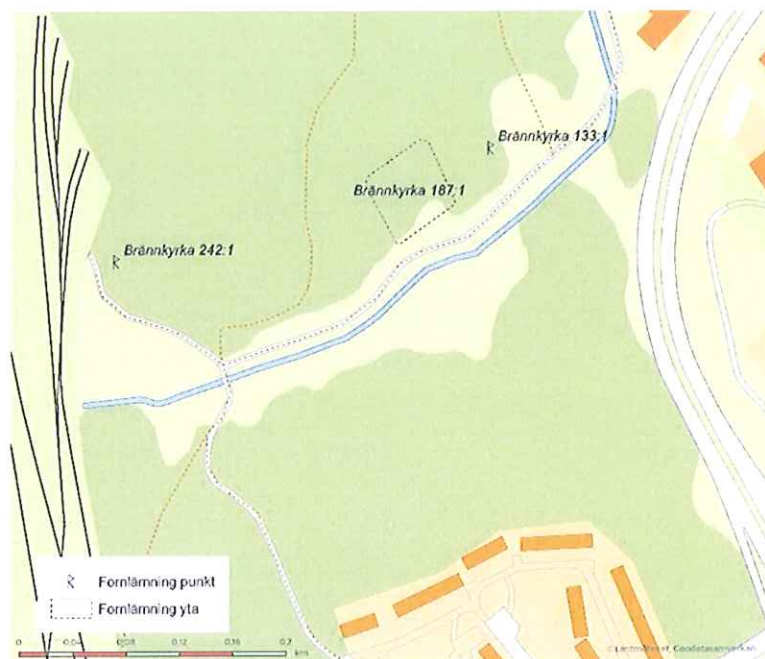 Brännkyrka 133:1
Brännkyrka 187:1
Brännkyrka 242:1
R Fornlämning punkt
Fornlämning yta
0 0,04 0,08 0,12 0,16 0,2
km
© Lantmäteriet, Geodatasamverkan